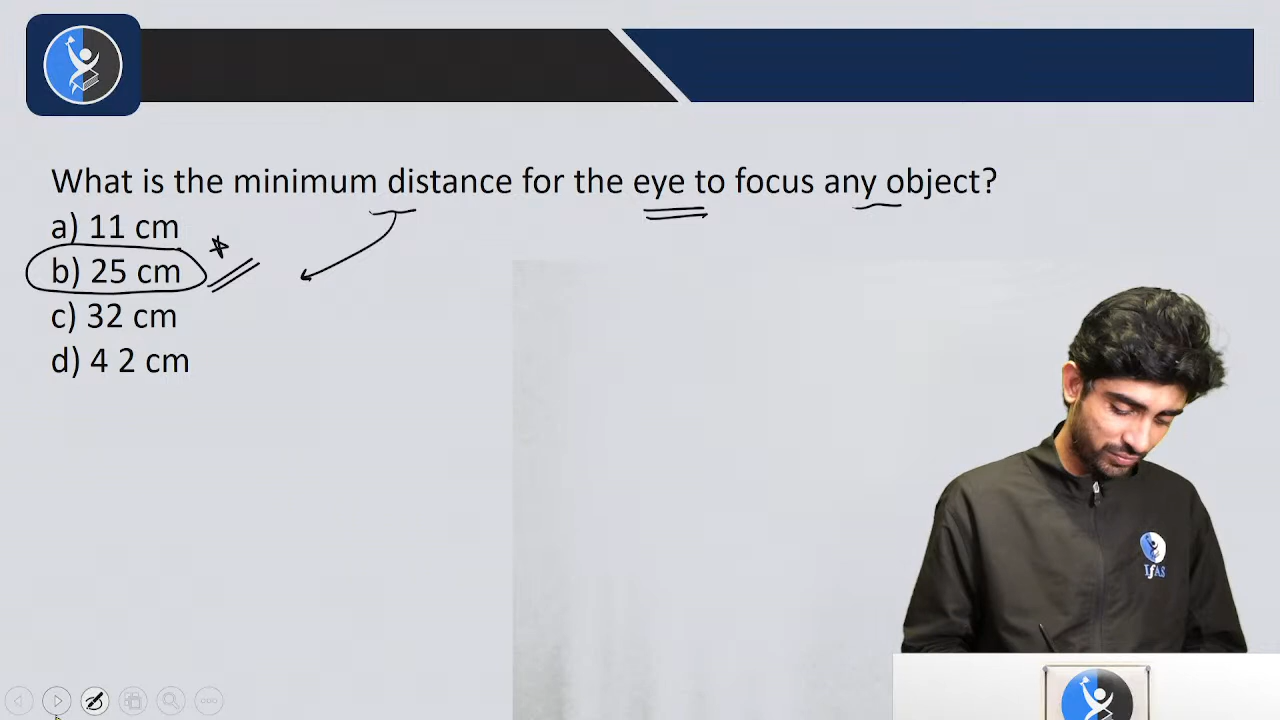 What is the minimum distance for the eye to focus any object?
a) 11 cm
b) 25 cm
c) 32 cm
d) 4 2 cm
IfAS